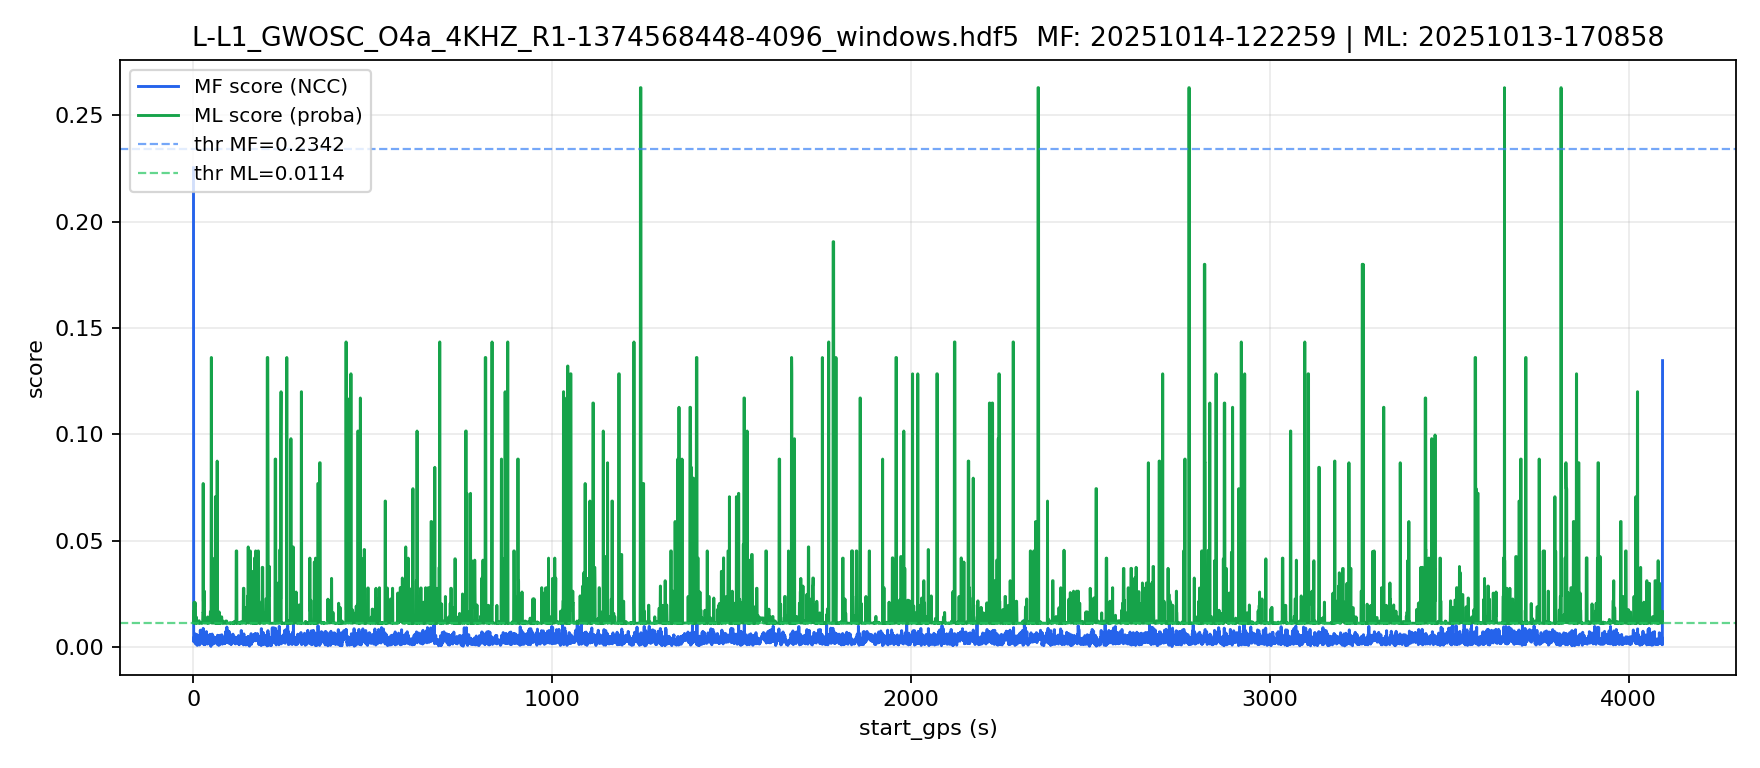 L-L1_GWOSC_O4a_4KHZ_R1-1374568448-4096_windows.hdf5  MF: 20251014-122259 | ML: 20251013-170858
MF score (NCC)
ML score (proba)
thr MF=0.2342
thr ML=0.0114
0.25
0.20
0.15
0.10
0.05
0.00
score
0
1000
2000
3000
4000
start_gps (s)